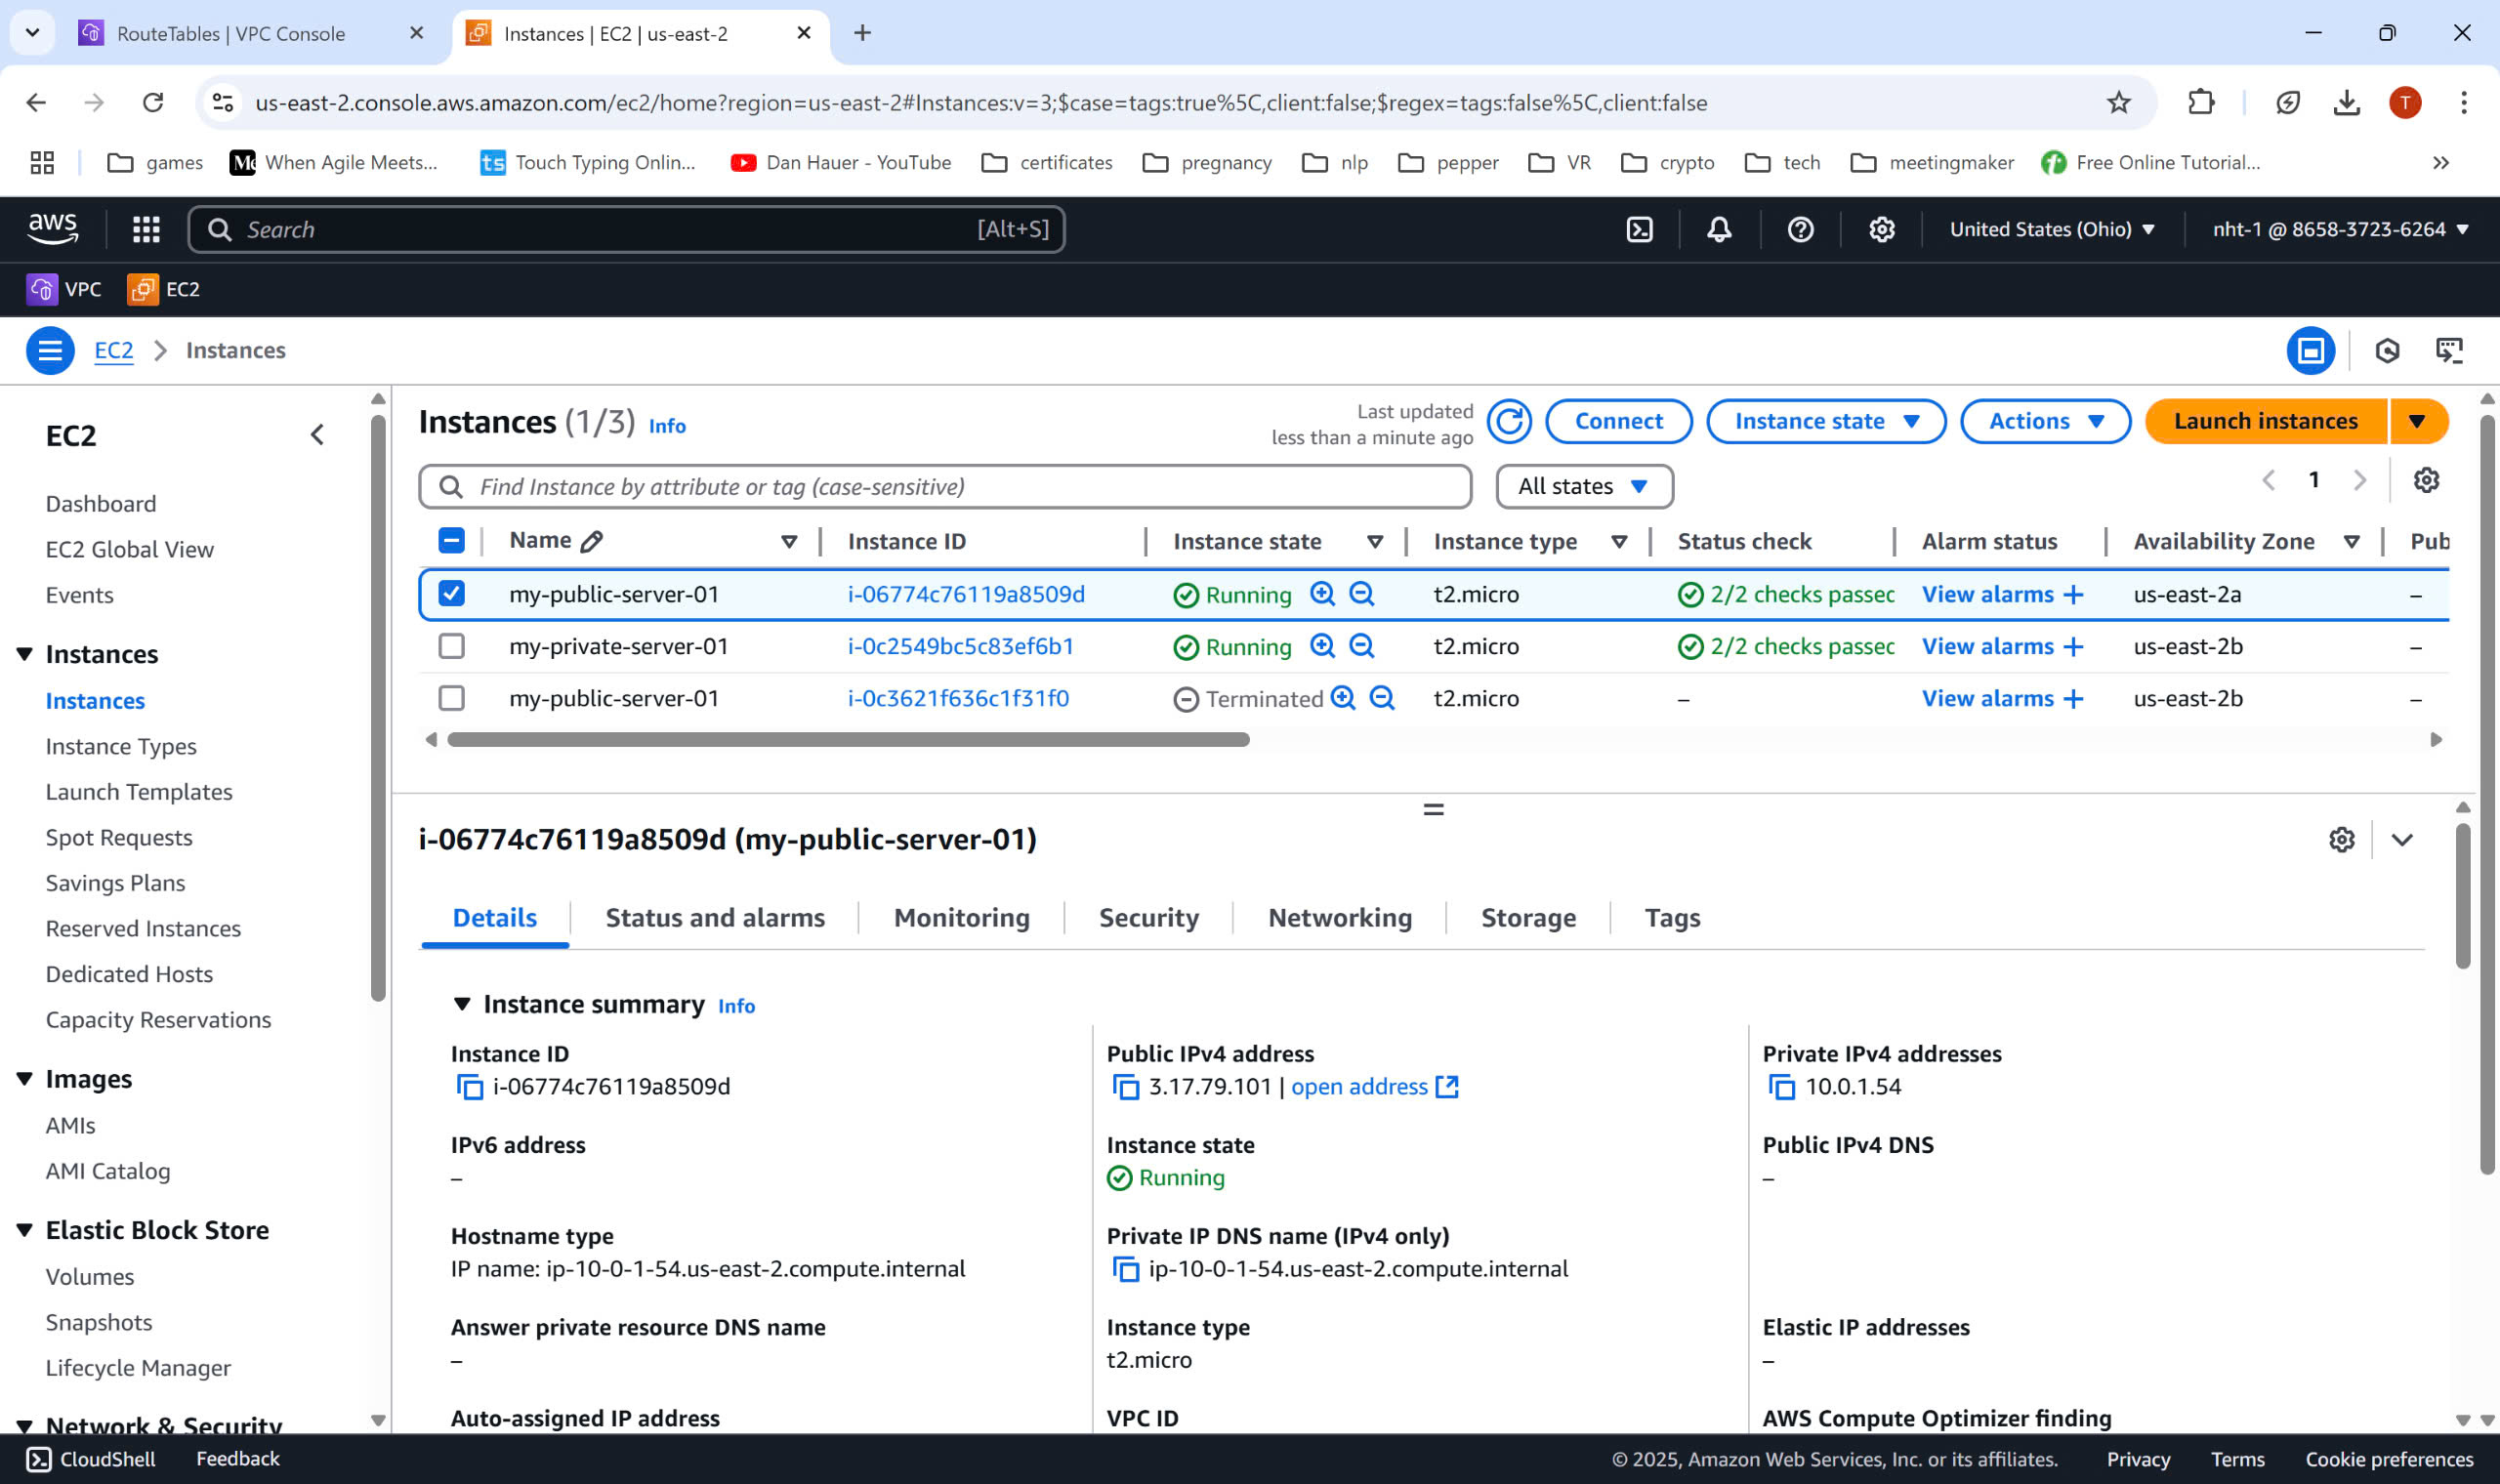 RouteTables | VPC Console
Instances | EC2 | us-east-2
us-east-2.console.aws.amazon.com/ec2/home?region=us-east-2#Instances:v=3;$case=tags:true%5C,client:false;$regex=tags:false%5C,client:false
T
games
When Agile Meets...
ts
Touch Typing Onlin...
Dan Hauer - YouTube
certificates
pregnancy
nlp
pepper
VR
crypto
tech
meetingmaker
Free Online Tutorial...
aws
Search
[Alt+S]
United States (Ohio)
nht-1 @ 8658-3723-6264
VPC
EC2
EC2
Instances
EC2
Dashboard
EC2 Global View
Events
Instances
Instances
Instance Types
Launch Templates
Spot Requests
Savings Plans
Reserved Instances
Dedicated Hosts
Capacity Reservations
Images
AMIs
AMI Catalog
Elastic Block Store
Volumes
Snapshots
Lifecycle Manager
Network & Security
Instances (1/3) Info
Last updated
less than a minute ago
Connect
Instance state
Actions
Launch instances
Find Instance by attribute or tag (case-sensitive)
All states
1
Name Instance ID Instance state Instance type Status check Alarm status Availability Zone Pub
my-public-server-01 i-06774c76119a8509d Running t2.micro 2/2 checks passec View alarms + us-east-2a –
my-private-server-01 i-0c2549bc5c83ef6b1 Running t2.micro 2/2 checks passec View alarms + us-east-2b –
my-public-server-01 i-0c3621f636c1f31f0 Terminated t2.micro – View alarms + us-east-2b –
i-06774c76119a8509d (my-public-server-01)
Details
Status and alarms
Monitoring
Security
Networking
Storage
Tags
Instance summary Info
Instance ID
i-06774c76119a8509d
Public IPv4 address
3.17.79.101 | open address
Private IPv4 addresses
10.0.1.54
IPv6 address
–
Instance state
Running
Public IPv4 DNS
–
Hostname type
IP name: ip-10-0-1-54.us-east-2.compute.internal
Private IP DNS name (IPv4 only)
ip-10-0-1-54.us-east-2.compute.internal
Answer private resource DNS name
–
Instance type
t2.micro
Elastic IP addresses
–
Auto-assigned IP address
VPC ID
AWS Compute Optimizer finding
CloudShell
Feedback
© 2025, Amazon Web Services, Inc. or its affiliates.
Privacy
Terms
Cookie preferences